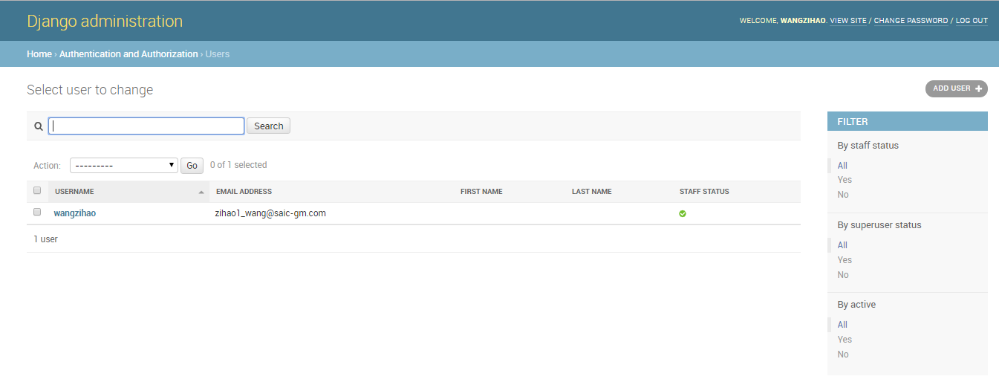 Django administration
WELCOME, WANGZIHAO. VIEW SITE / CHANGE PASSWORD / LOG OUT
Home › Authentication and Authorization › Users
Select user to change
ADD USER +
Search
Action: --------- Go 0 of 1 selected
USERNAME EMAIL ADDRESS FIRST NAME LAST NAME STAFF STATUS
wangzihao zihao1_wang@saic-gm.com
1 user
FILTER
By staff status
All
Yes
No
By superuser status
All
Yes
No
By active
All
Yes
No